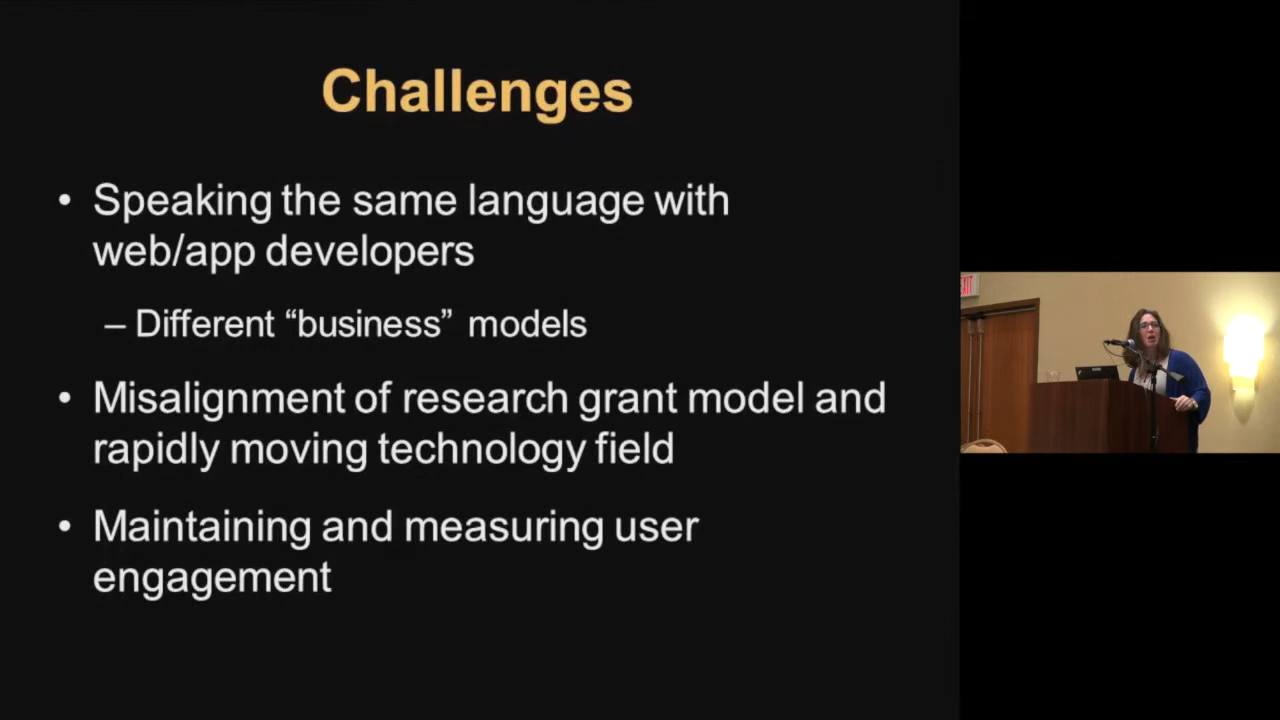 Challenges
• Speaking the same language with
web/app developers
– Different “business” models
• Misalignment of research grant model and
rapidly moving technology field
• Maintaining and measuring user
engagement
EXIT